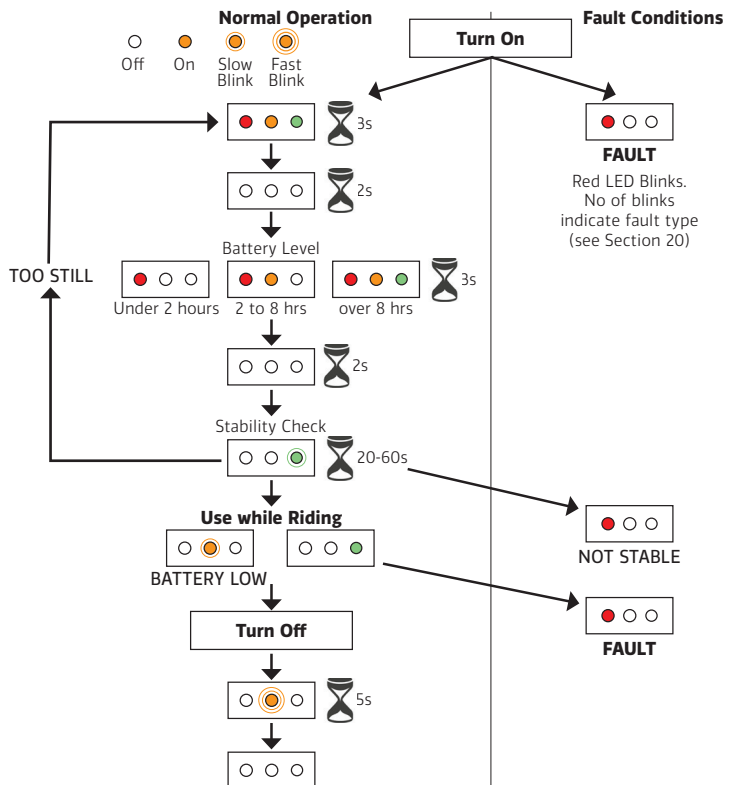 Normal Operation
Fault Conditions
Turn On
Off
On
Slow
Blink
Fast
Blink
3s
FAULT
Red LED Blinks.
No of blinks
indicate fault type
(see Section 20)
2s
Battery Level
TOO STILL
3s
Under 2 hours
2 to 8 hrs
over 8 hrs
2s
Stability Check
20-60s
Use while Riding
NOT STABLE
BATTERY LOW
Turn Off
FAULT
5s